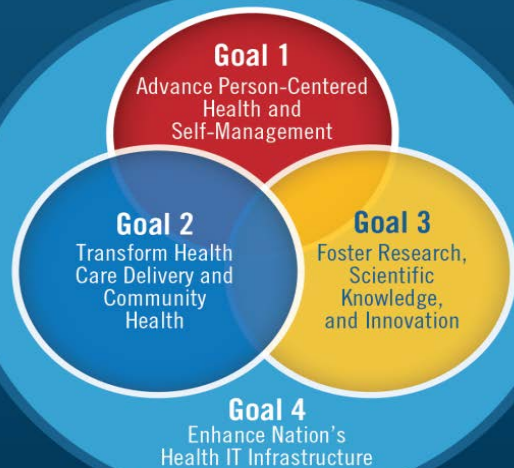 Goal 1
Advance Person-Centered
Health and
Self-Management
Goal 2
Transform Health
Care Delivery and
Community
Health
Goal 3
Foster Research,
Scientific
Knowledge,
and Innovation
Goal 4
Enhance Nation's
Health IT Infrastructure